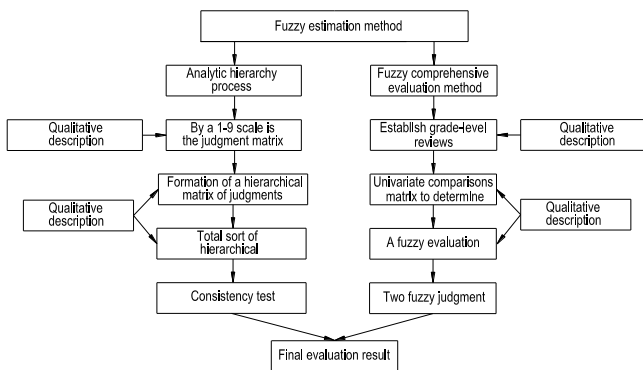 Fuzzy estimation method
Analytic hierarchy
process
Fuzzy comprehensive
evaluation method
Qualitative
description
By a 1-9 scale is
the judgment matrix
EstablIsh grade-level
reviews
Qualitative
description
Formation of a hierarchical
matrix of judgments
Univariate comparisons
matrix to determIne
Qualitative
description
Qualitative
description
Total sort of
hierarchical
A fuzzy evaluation
Consistency test
Two fuzzy judgment
Final evaluation result